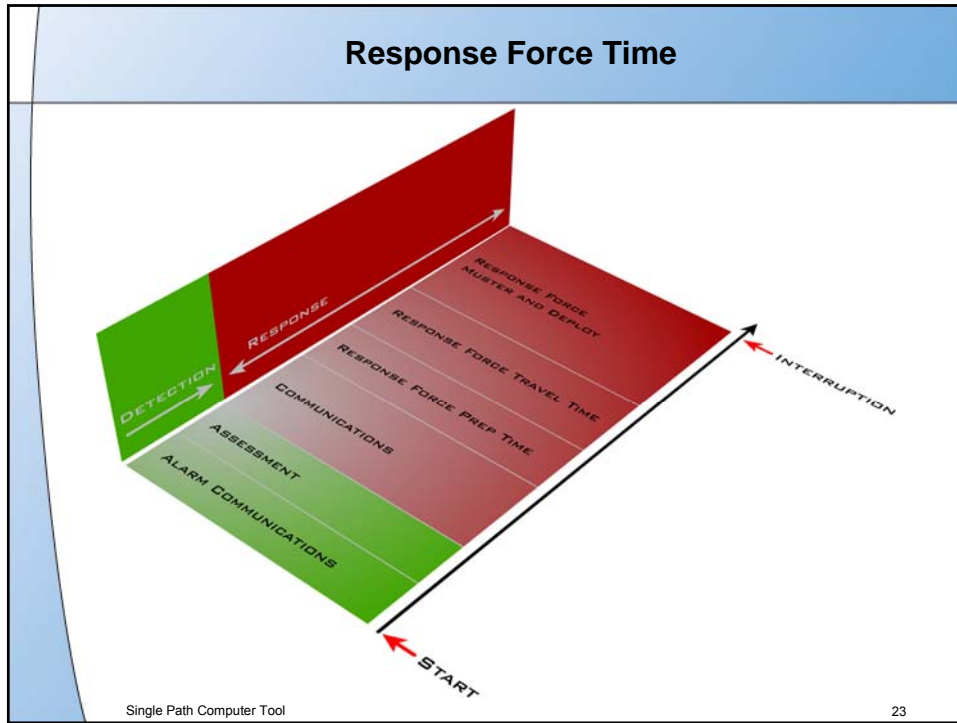 Response Force Time
DETECTION
RESPONSE
RESPONSE FORCE
MUSTER AND DEPLOY
RESPONSE FORCE TRAVEL TIME
RESPONSE FORCE PREP TIME
COMMUNICATIONS
ASSESSMENT
ALARM COMMUNICATIONS
INTERRUPTION
START
Single Path Computer Tool
23